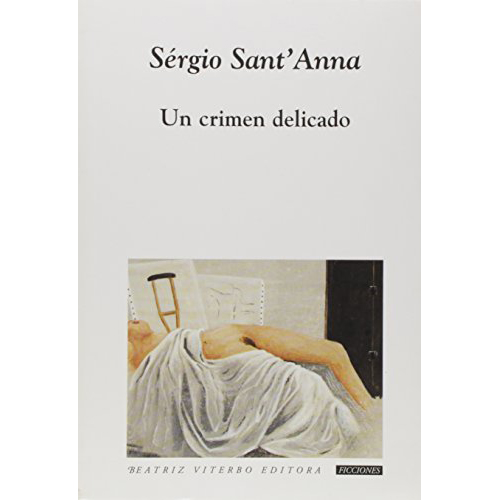 Sérgio Sant'Anna
Un crimen delicado
BEATRIZ VITERBO EDITORA FICCIONES